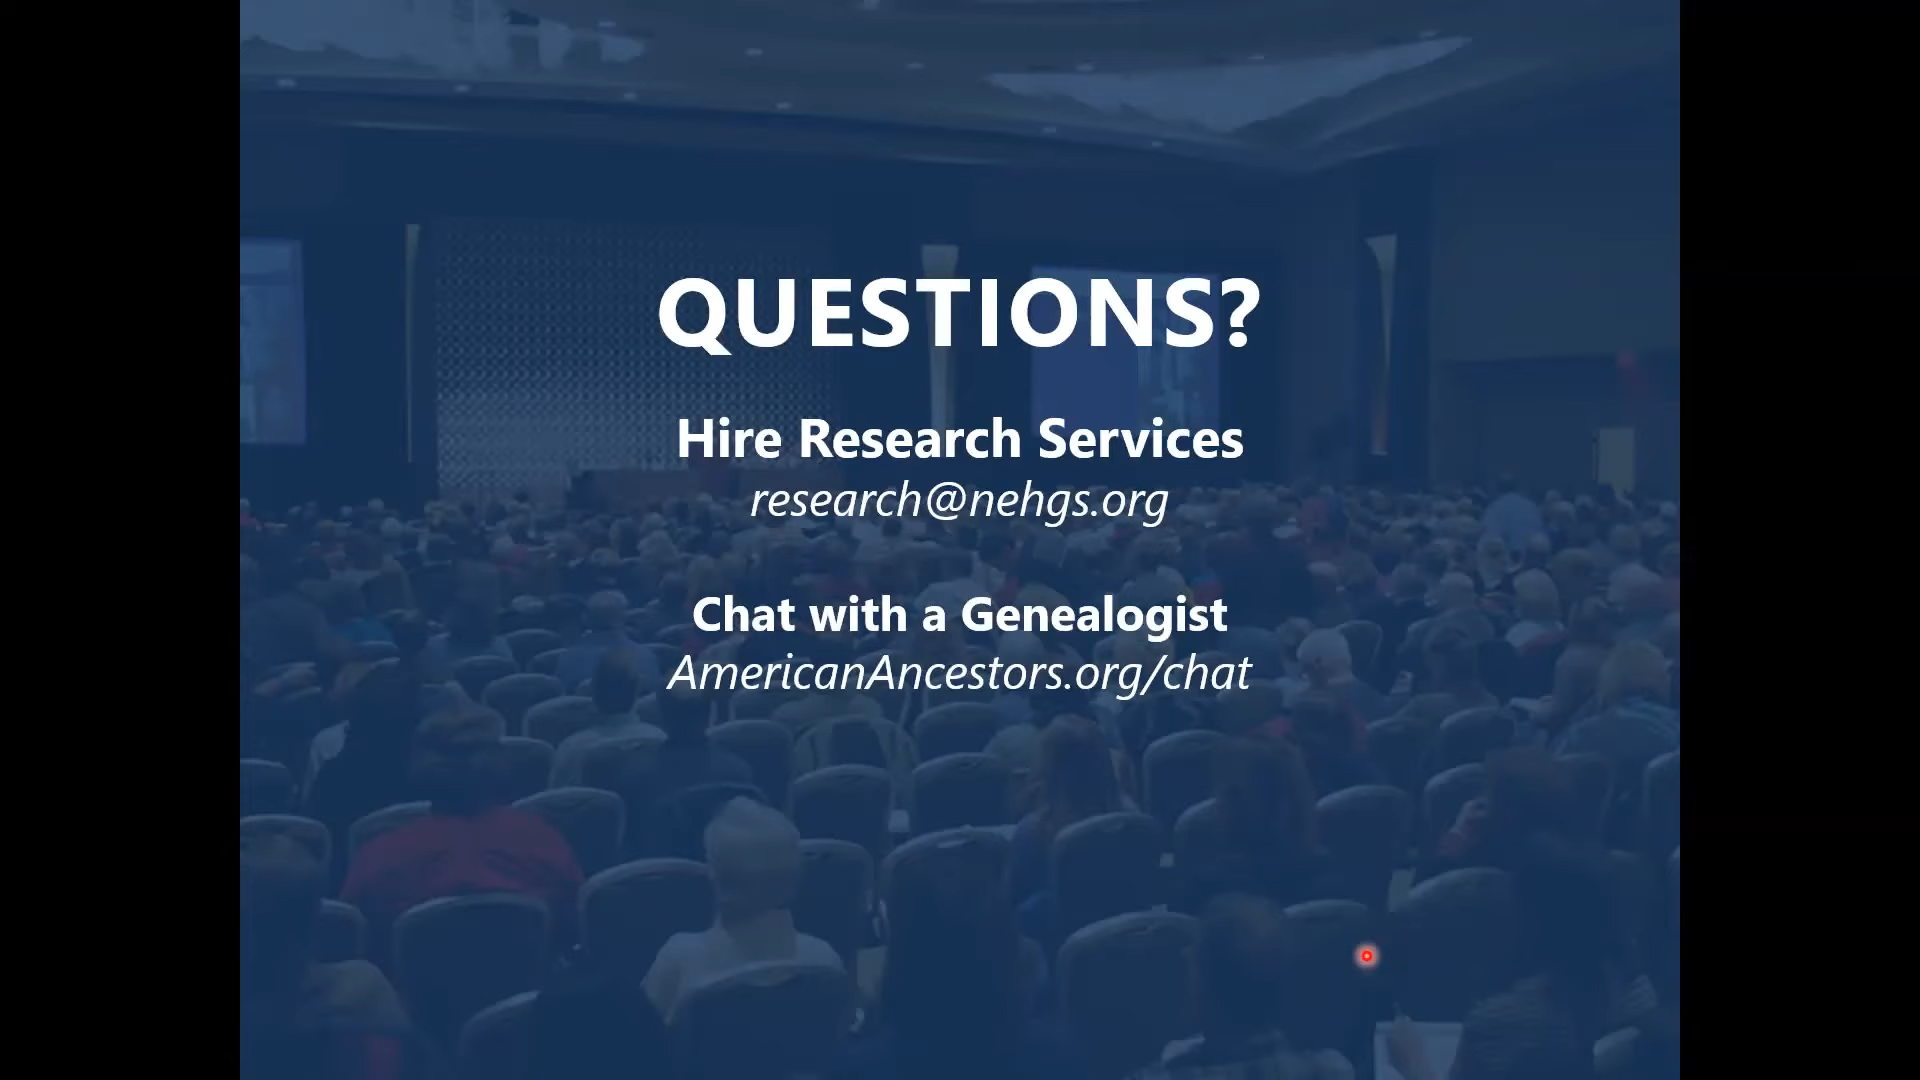 QUESTIONS?
Hire Research Services
research@nehgs.org
Chat with a Genealogist
AmericanAncestors.org/chat